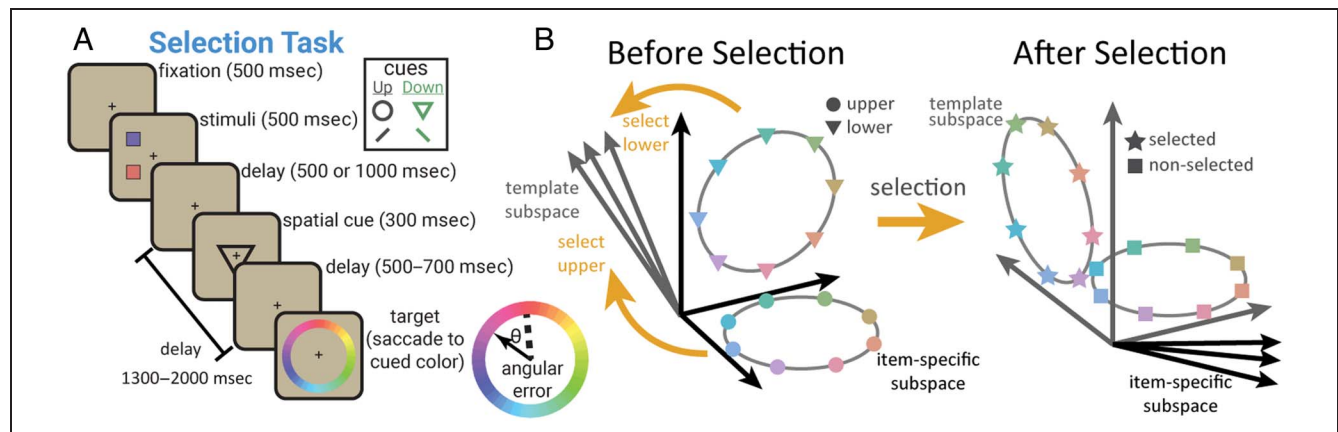 A
Selection Task
fixation (500 msec)
stimuli (500 msec)
delay (500 or 1000 msec)
spatial cue (300 msec)
delay (500–700 msec)
target
(saccade to
cued color)
delay
1300–2000 msec
cues
Up Down
θ
angular
error
B
Before Selection
upper
lower
select
lower
template
subspace
select
upper
item-specific
subspace
selection
After Selection
template
subspace
selected
non-selected
item-specific
subspace